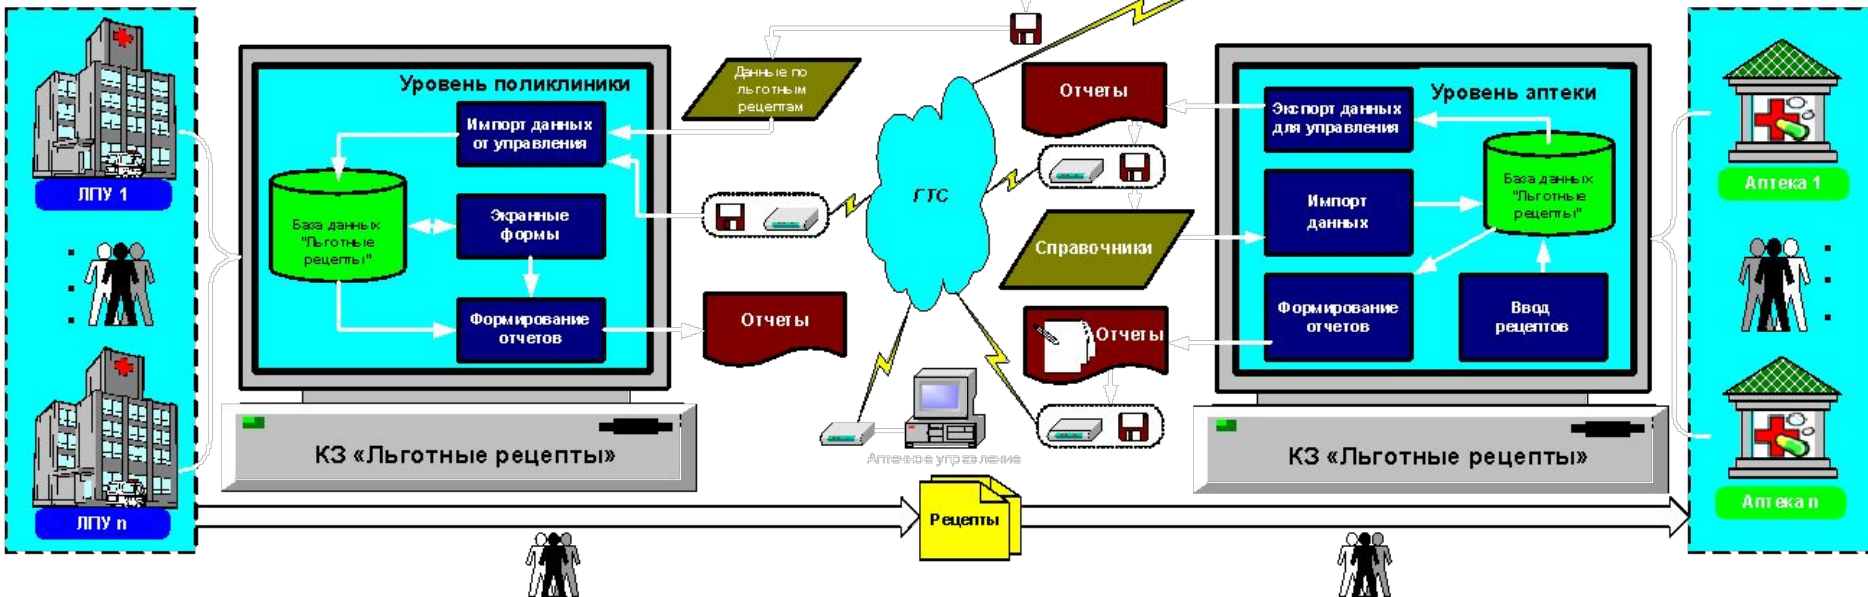 ЛПУ 1
ЛПУ n
Уровень поликлиники
Импорт данных
от управления
База данных
"Льготные
рецепты"
Экранные
формы
Формирование
отчетов
КЗ «Льготные рецепты»
Данные по
льготным
рецептам
Отчеты
ГТС
Аптечное управление
Рецепты
Отчеты
Справочники
Отчеты
Уровень аптеки
Экспорт данных
для управления
База данных
"Льготные
рецепты"
Импорт
данных
Формирование
отчетов
Ввод
рецептов
КЗ «Льготные рецепты»
Аптека 1
Аптека n